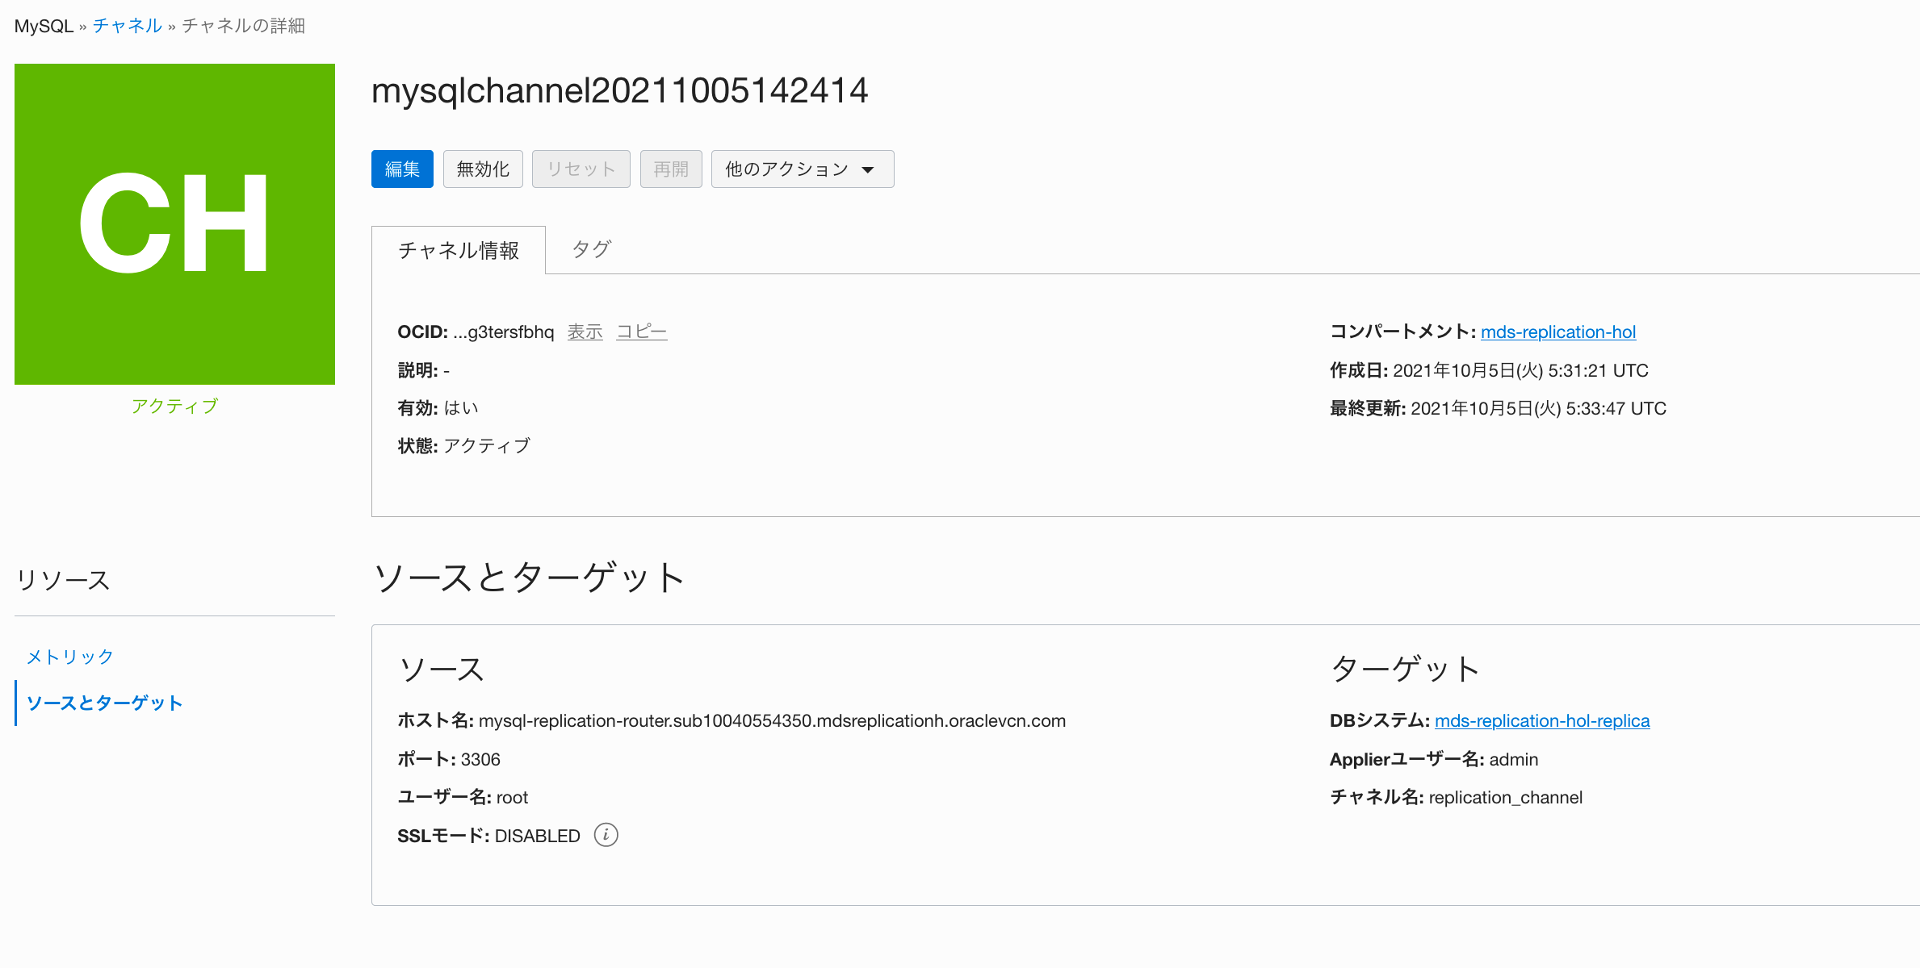 MySQL » チャネル » チャネルの詳細
CH
アクティブ
mysqlchannel20211005142414
編集 無効化 リセット 再開 他のアクション
チャネル情報 タグ
OCID: ...g3tersfbhq 表示 コピー
説明: -
有効: はい
状態: アクティブ
コンパートメント: mds-replication-hol
作成日: 2021年10月5日(火) 5:31:21 UTC
最終更新: 2021年10月5日(火) 5:33:47 UTC
リソース
メトリック
ソースとターゲット
ソースとターゲット
ソース
ホスト名: mysql-replication-router.sub10040554350.mdsreplicationh.oraclevcn.com
ポート: 3306
ユーザー名: root
SSLモード: DISABLED i
ターゲット
DBシステム: mds-replication-hol-replica
Applierユーザー名: admin
チャネル名: replication_channel